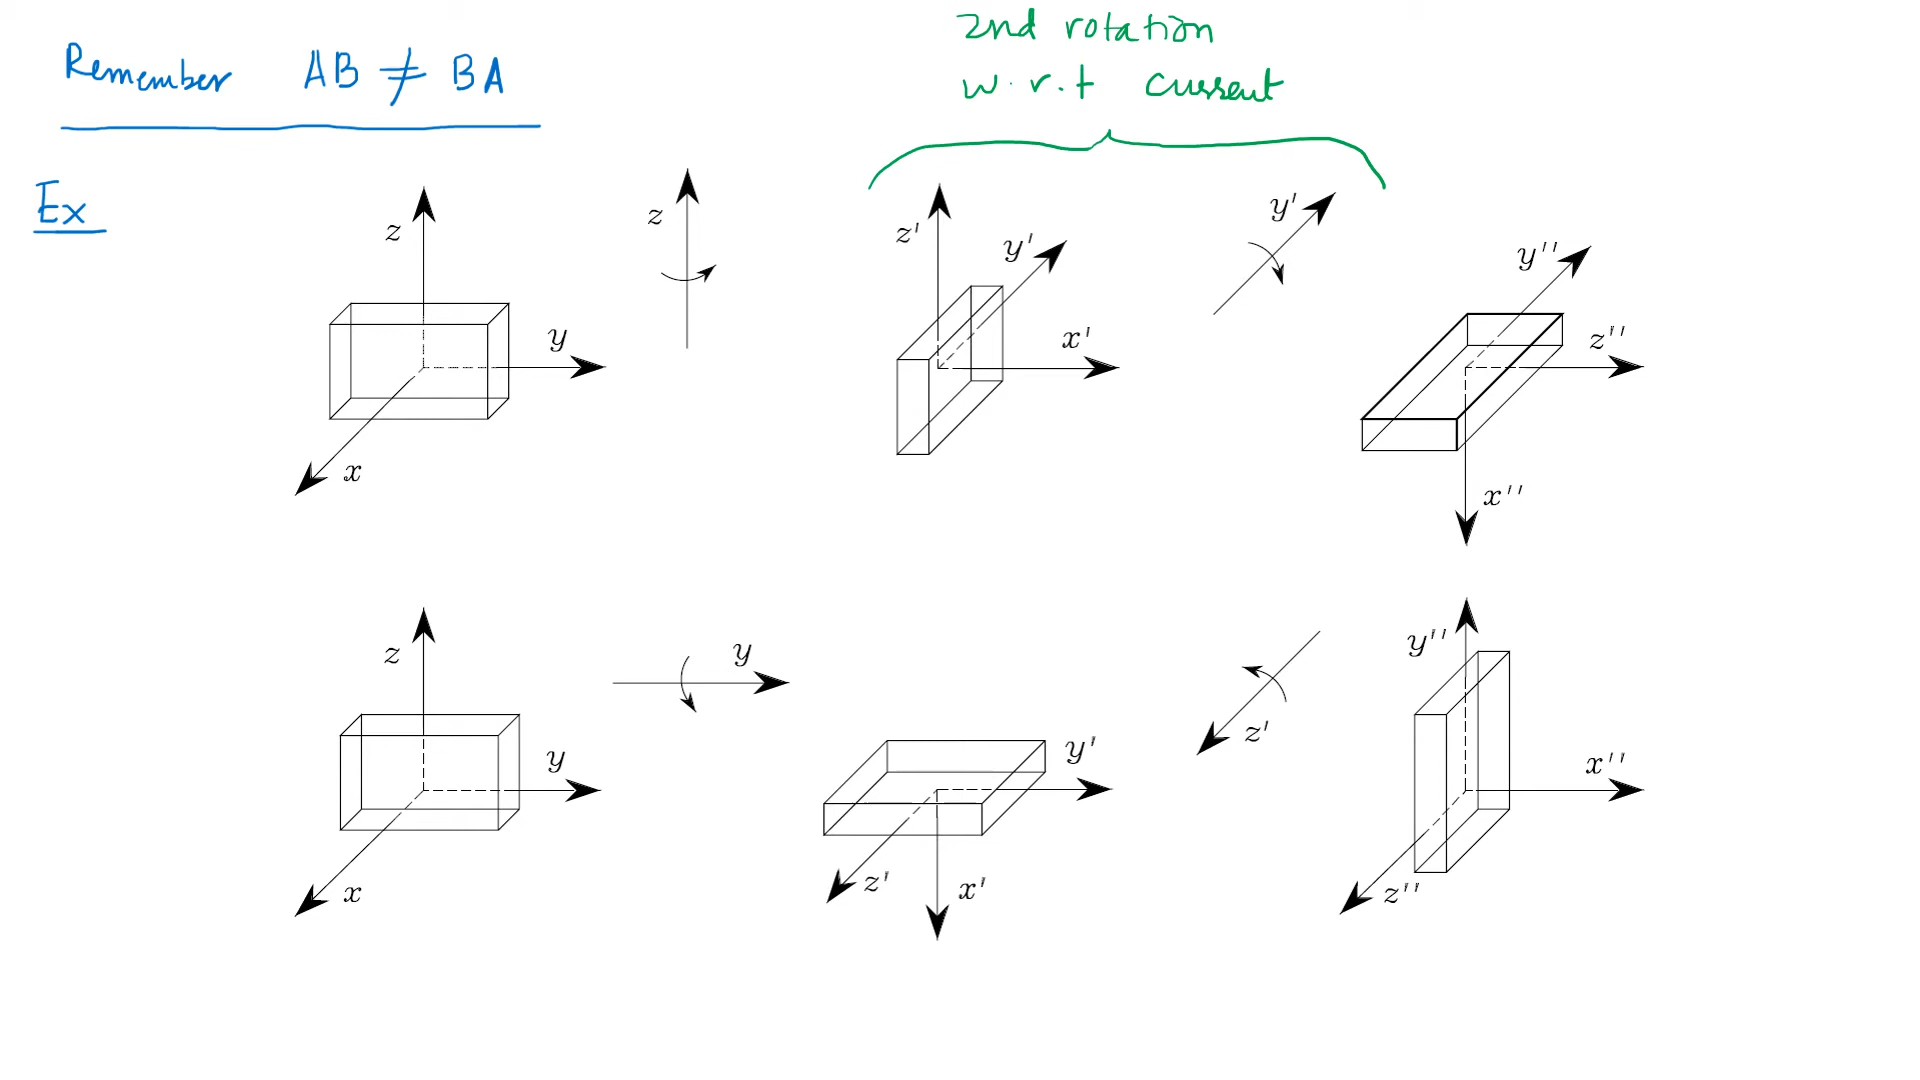 2nd rotation
Remember AB ≠ BA
w.r.t current
Ex
z z z' y' y'
y x' y'' z''
x x''
z y y''
y y' z' x''
x z' x' z''